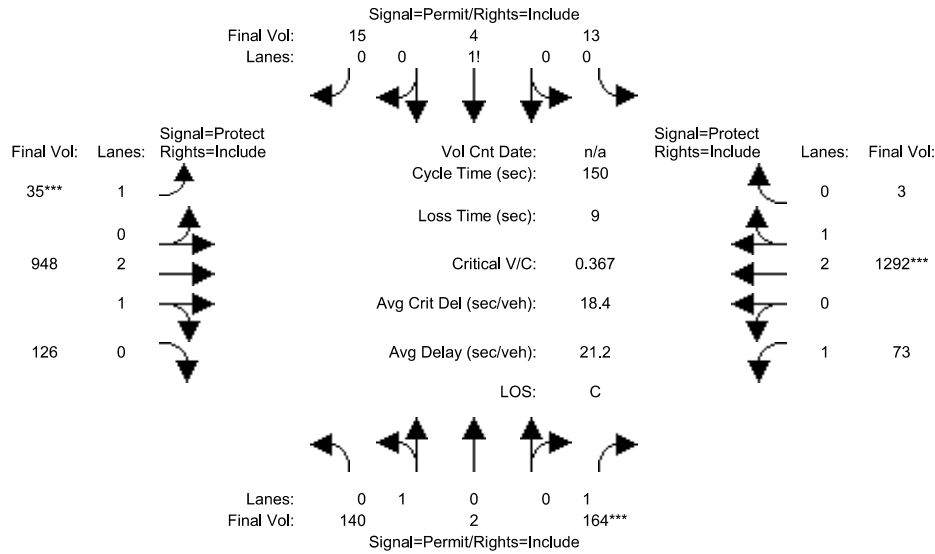 Signal=Permit/Rights=Include
Final Vol: 15 4 13
Lanes: 0 0 1! 0 0
Signal=Protect
Final Vol: Lanes: Rights=Include
Vol Cnt Date: n/a
Signal=Protect
Rights=Include Lanes: Final Vol:
Cycle Time (sec): 150
35*** 1
0 3
Loss Time (sec): 9
0
1
948 2
Critical V/C: 0.367
2 1292***
1
Avg Crit Del (sec/veh): 18.4
0
126 0
Avg Delay (sec/veh): 21.2
1 73
LOS: C
Lanes: 0 1 0 0 1
Final Vol: 140 2 164***
Signal=Permit/Rights=Include